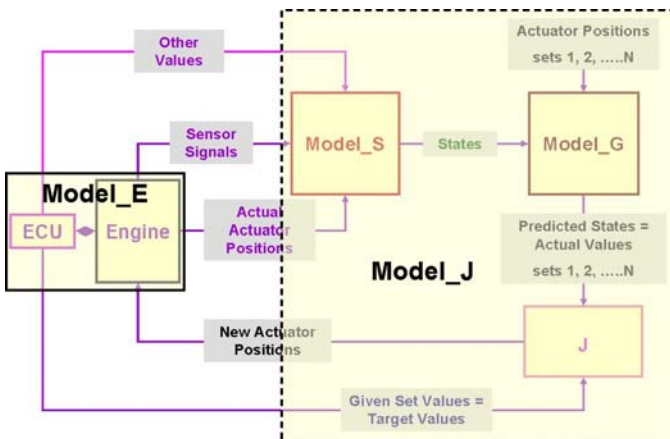 Other
Values
Actuator Positions
sets 1, 2, .....N
Sensor
Signals
Model_S
States
Model_G
Model_E
ECU
Engine
Actual
Actuator
Positions
Predicted States =
Actual Values
sets 1, 2, .....N
Model_J
New Actuator
Positions
J
Given Set Values =
Target Values